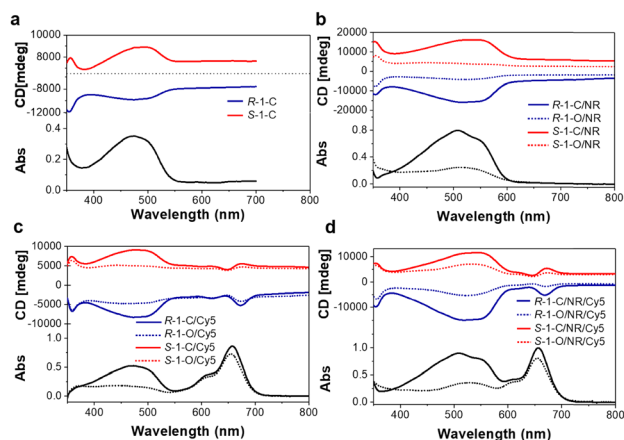 a
10000
8000
6000
-8000
-12000
0.4
0.2
0.0
CD[mdeg]
Abs
R-1-C
S-1-C
400 500 600 700 800
Wavelength (nm)
b
20000
10000
0
-10000
-20000
0.8
0.4
0.0
CD [mdeg]
Abs
R-1-C/NR
R-1-O/NR
S-1-C/NR
S-1-O/NR
400 500 600 700 800
Wavelength (nm)
c
10000
5000
0
-5000
-10000
1.0
0.5
0.0
CD [mdeg]
Abs
R-1-C/Cy5
R-1-O/Cy5
S-1-C/Cy5
S-1-O/Cy5
400 500 600 700 800
Wavelength (nm)
d
10000
5000
0
-10000
1.0
0.5
0.0
CD [mdeg]
Abs
R-1-C/NR/Cy5
R-1-O/NR/Cy5
S-1-C/NR/Cy5
S-1-O/NR/Cy5
400 500 600 700 800
Wavelength (nm)